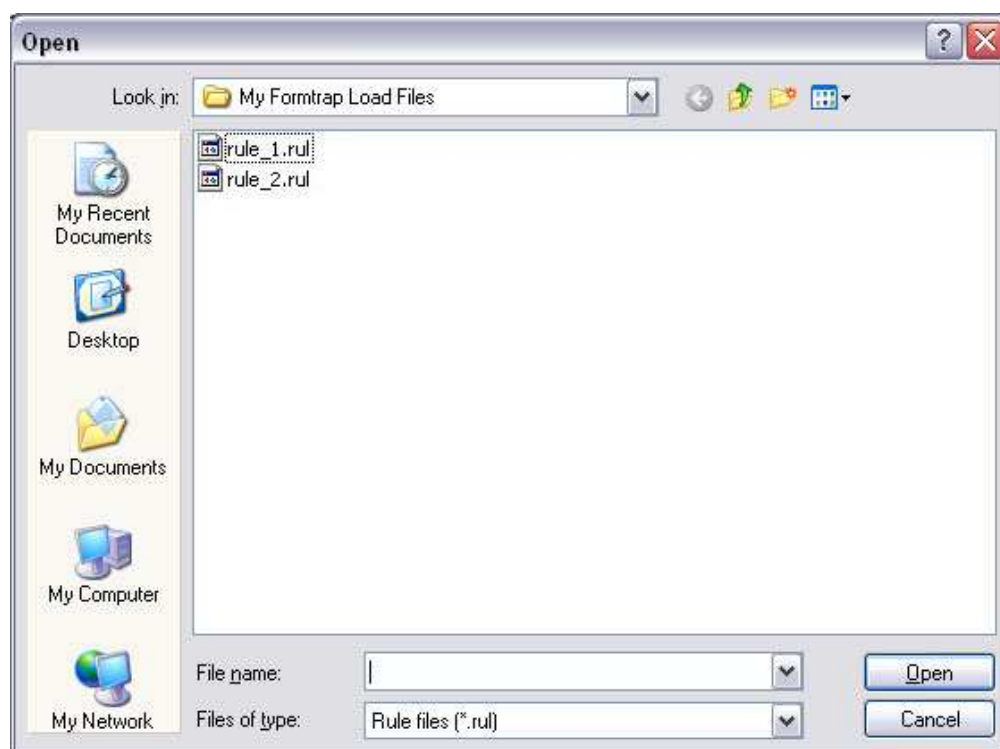 Open
Look in:
My Formtrap Load Files
rule_1.rul
rule_2.rul
My Recent
Documents
Desktop
My Documents
My Computer
My Network
File name:
Open
Files of type:
Rule files (*.rul)
Cancel